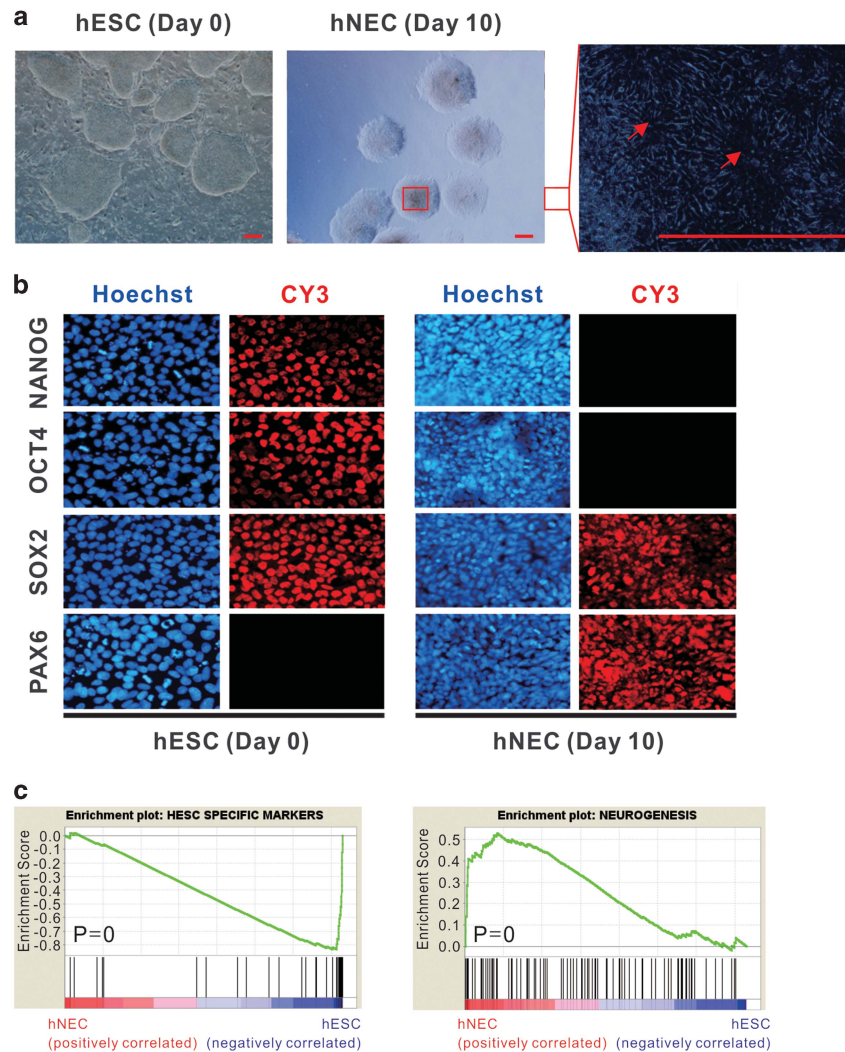 a
hESC (Day 0)
hNEC (Day 10)
b
Hoechst
CY3
Hoechst
CY3
NANOG
OCT4
SOX2
PAX6
hESC (Day 0)
hNEC (Day 10)
c
Enrichment plot: HESC SPECIFIC MARKERS
Enrichment Score
0.0
-0.1
-0.2
-0.3
-0.4
-0.5
-0.6
-0.7
-0.8
P=0
hNEC
(positively correlated)
hESC
(negatively correlated)
Enrichment plot: NEUROGENESIS
Enrichment Score
0.5
0.4
0.3
0.2
0.1
0.0
P=0
hNEC
(positively correlated)
hESC
(negatively correlated)